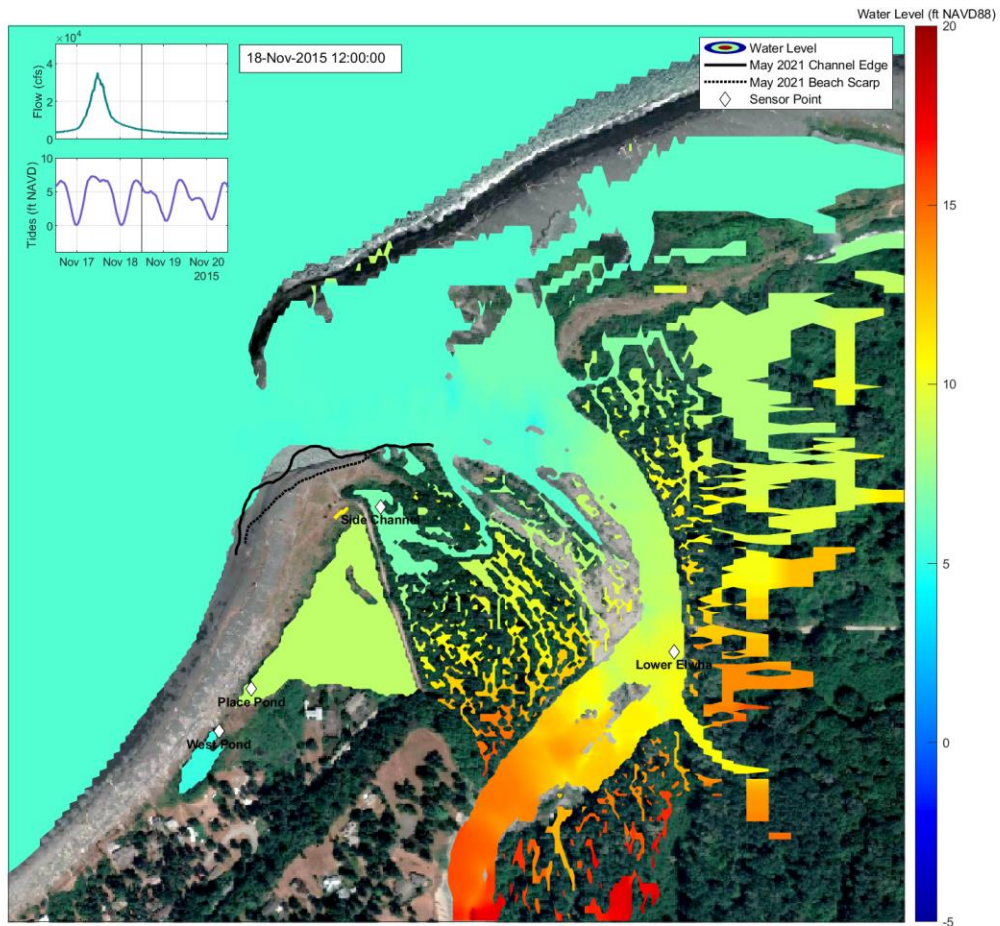 Water Level (ft NAVD88)
×10⁴
4
2
0
Flow (cfs)
18-Nov-2015 12:00:00
Water Level
May 2021 Channel Edge
May 2021 Beach Scarp
Sensor Point
10
5
0
Tides (ft NAVD)
Nov 17 Nov 18 Nov 19 Nov 20
2015
20
15
10
5
0
-5
Side Channel
Lower Elwha
Place Pond
West Pond